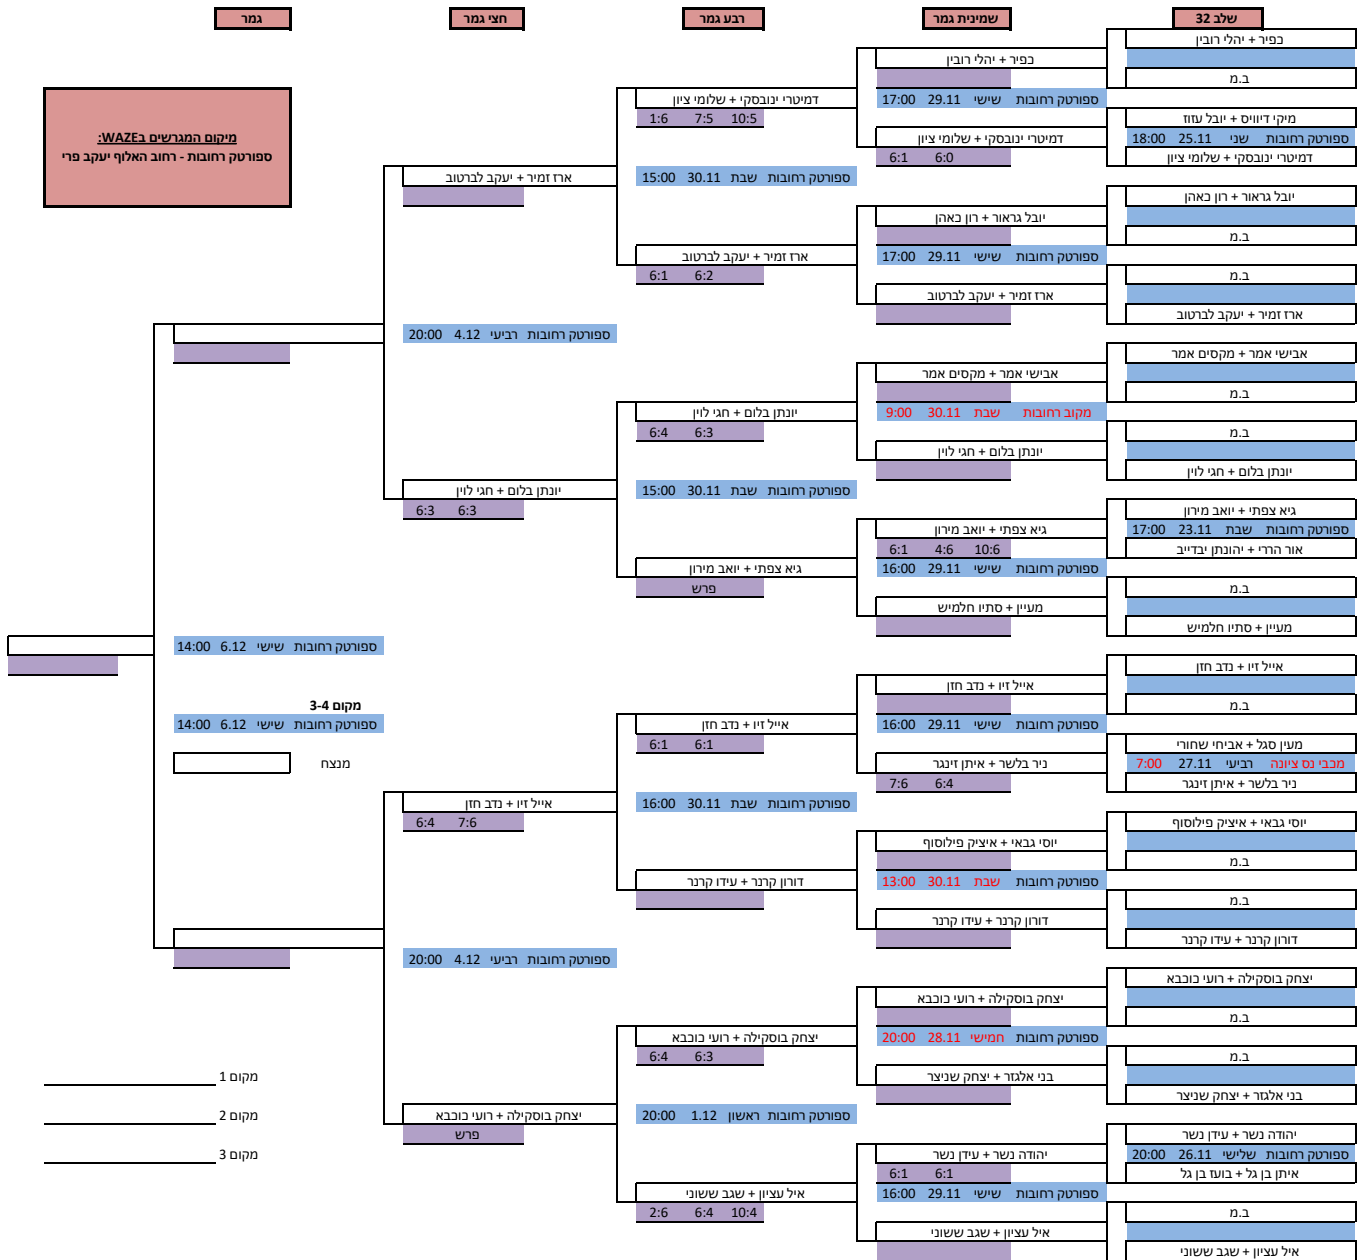 שלב 32
שמינית גמר
רבע גמר
חצי גמר
גמר
מיקום המגרשים בWAZE:
ספורטק רחובות - רחוב האלוף יעקב פרי
כפיר + יהלי רובין
ב.מ
מיקי דיוויס + יובל עזוז
ספורטק רחובות שני 25.11 18:00
דמיטרי ינובסקי + שלומי ציון
יובל גראור + רון כאהן
ב.מ
ב.מ
ארז זמיר + יעקב לברטוב
אבישי אמר + מקסים אמר
ב.מ
ב.מ
יונתן בלום + חגי לוין
גיא צפתי + יואב מירון
ספורטק רחובות שבת 23.11 17:00
אור הררי + יהונתן יבדייב
ב.מ
מעיין + סתיו חלמיש
אייל זיו + נדב חזן
ב.מ
מעין סגל + אביחי שחורי
מכבי נס ציונה רביעי 27.11 7:00
ניר בלשר + איתן זינגר
יוסי גבאי + איציק פילוסוף
ב.מ
ב.מ
דורון קרנר + עידו קרנר
יצחק בוסקילה + רועי כוכבא
ב.מ
ב.מ
בני אלגזר + יצחק שניצר
יהודה נשר + עידן נשר
ספורטק רחובות שלישי 26.11 20:00
איתן בן גל + בועז בן גל
ב.מ
איל עציון + שגב ששוני
כפיר + יהלי רובין
ספורטק רחובות שישי 29.11 17:00
דמיטרי ינובסקי + שלומי ציון
6:1 6:0
יובל גראור + רון כאהן
ספורטק רחובות שישי 29.11 17:00
ארז זמיר + יעקב לברטוב
אבישי אמר + מקסים אמר
מקוב רחובות שבת 30.11 9:00
יונתן בלום + חגי לוין
גיא צפתי + יואב מירון
6:1 4:6 10:6
ספורטק רחובות שישי 29.11 16:00
מעיין + סתיו חלמיש
אייל זיו + נדב חזן
ספורטק רחובות שישי 29.11 16:00
ניר בלשר + איתן זינגר
7:6 6:4
יוסי גבאי + איציק פילוסוף
ספורטק רחובות שבת 30.11 13:00
דורון קרנר + עידו קרנר
יצחק בוסקילה + רועי כוכבא
ספורטק רחובות חמישי 28.11 20:00
בני אלגזר + יצחק שניצר
יהודה נשר + עידן נשר
6:1 6:1
ספורטק רחובות שישי 29.11 16:00
איל עציון + שגב ששוני
דמיטרי ינובסקי + שלומי ציון
1:6 7:5 10:5
ספורטק רחובות שבת 30.11 15:00
ארז זמיר + יעקב לברטוב
6:1 6:2
יונתן בלום + חגי לוין
6:4 6:3
ספורטק רחובות שבת 30.11 15:00
גיא צפתי + יואב מירון
פרש
אייל זיו + נדב חזן
6:1 6:1
ספורטק רחובות שבת 30.11 16:00
דורון קרנר + עידו קרנר
יצחק בוסקילה + רועי כוכבא
6:4 6:3
ספורטק רחובות ראשון 1.12 20:00
איל עציון + שגב ששוני
2:6 6:4 10:4
ארז זמיר + יעקב לברטוב
ספורטק רחובות רביעי 4.12 20:00
יונתן בלום + חגי לוין
6:3 6:3
אייל זיו + נדב חזן
6:4 7:6
ספורטק רחובות רביעי 4.12 20:00
יצחק בוסקילה + רועי כוכבא
פרש
ספורטק רחובות שישי 6.12 14:00
מקום 3-4
ספורטק רחובות שישי 6.12 14:00
מנצח
מקום 1
מקום 2
מקום 3